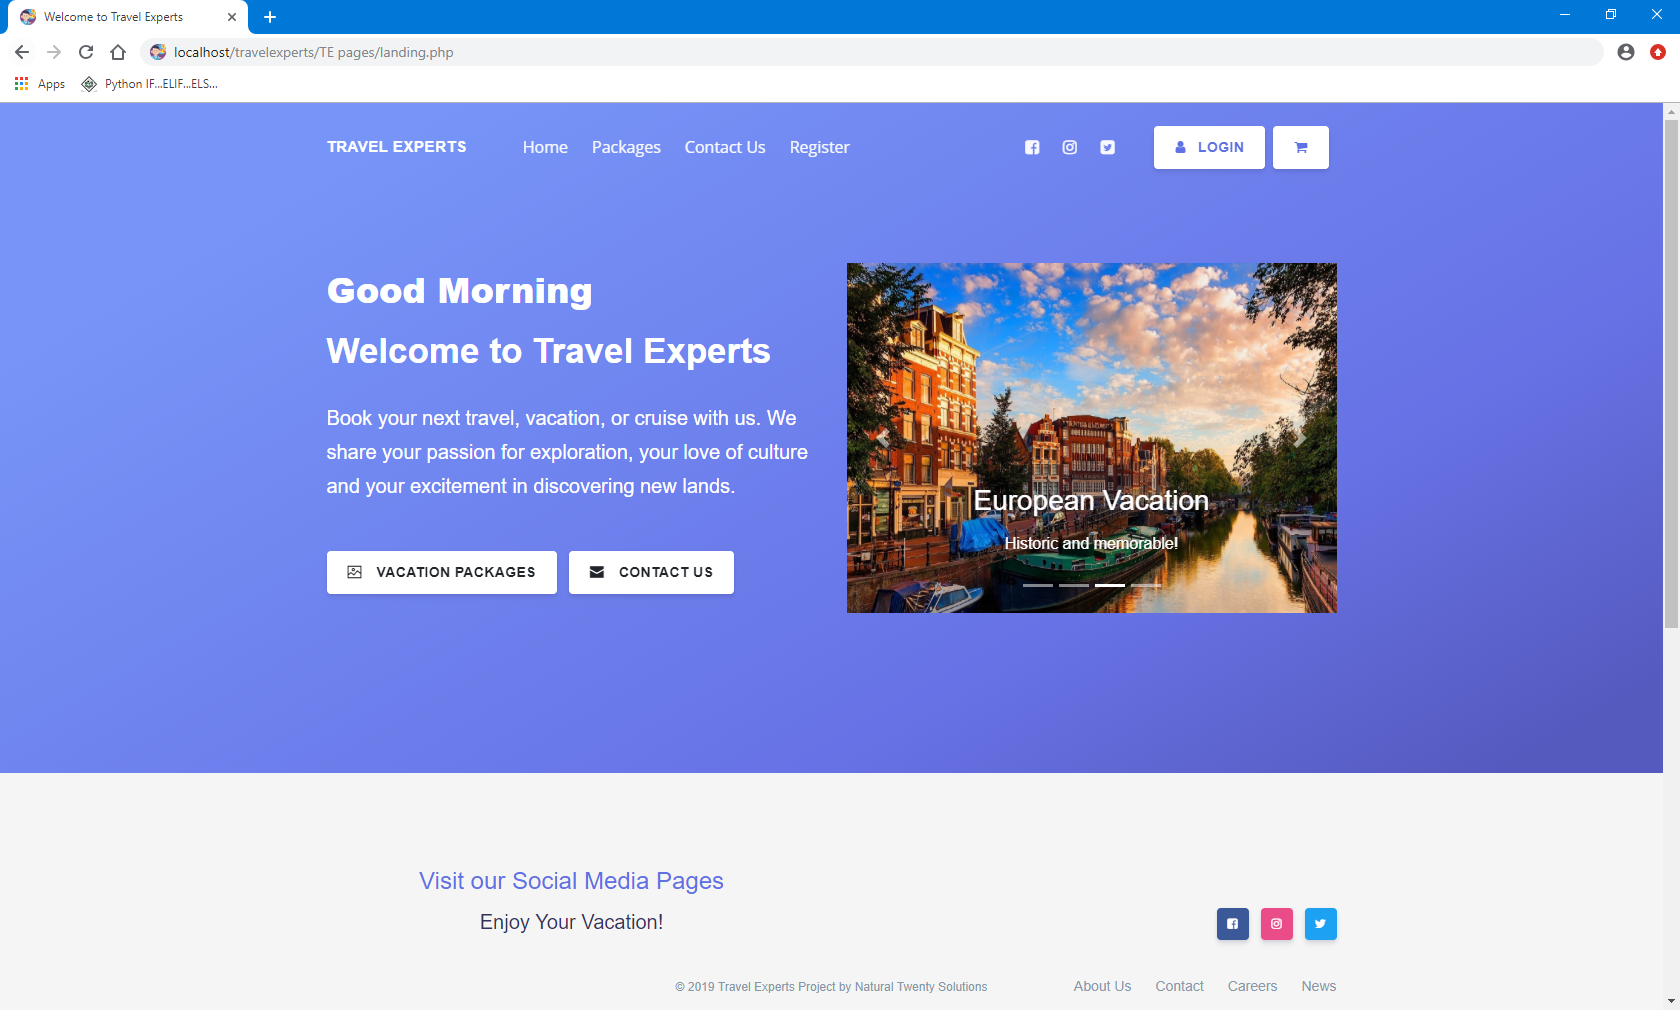 Welcome to Travel Experts
localhost/travelexperts/TE pages/landing.php
Apps
Python IF...ELIF...ELS...
TRAVEL EXPERTS
Home
Packages
Contact Us
Register
LOGIN
Good Morning
Welcome to Travel Experts
Book your next travel, vacation, or cruise with us. We
share your passion for exploration, your love of culture
and your excitement in discovering new lands.
VACATION PACKAGES
CONTACT US
European Vacation
Historic and memorable!
Visit our Social Media Pages
Enjoy Your Vacation!
© 2019 Travel Experts Project by Natural Twenty Solutions
About Us
Contact
Careers
News